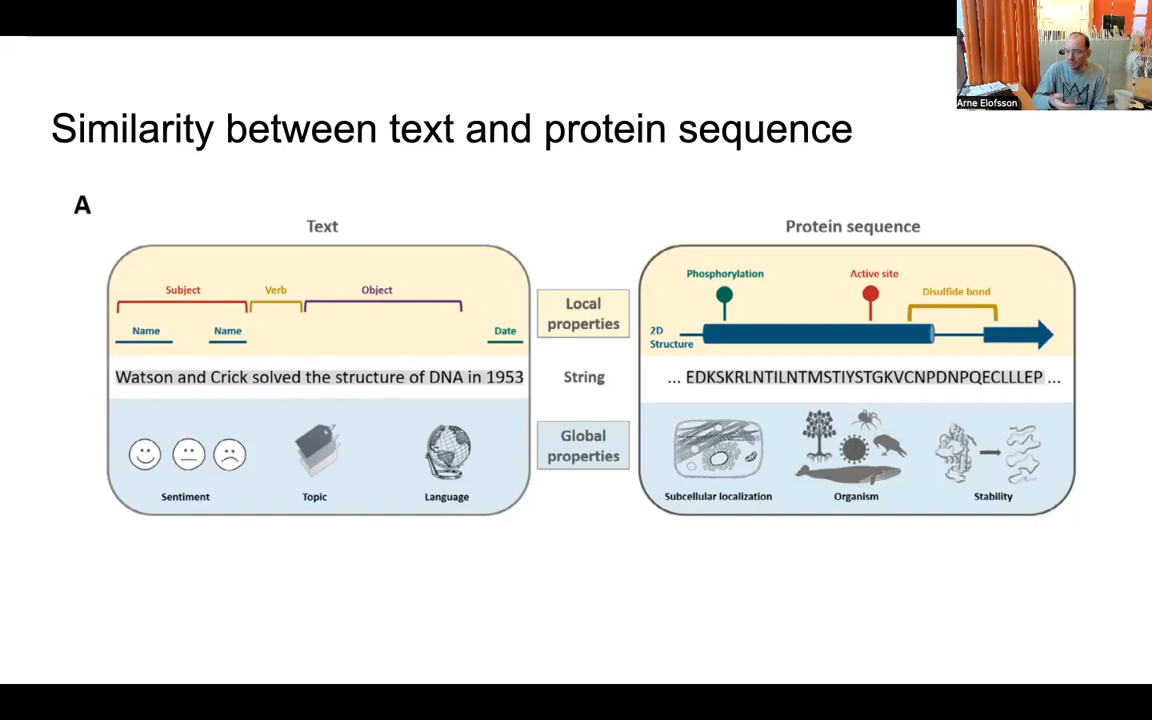 Arne Elofsson
Similarity between text and protein sequence
A
Text
Subject
Verb
Object
Name
Name
Date
Watson and Crick solved the structure of DNA in 1953
Sentiment
Topic
Language
Local
properties
String
Global
properties
Protein sequence
Phosphorylation
Active site
Disulfide bond
2D
Structure
... EDKSKRLNTILNTMSTIYSTGKVCNPDNPQECLLLEP ...
Subcellular localization
Organism
Stability